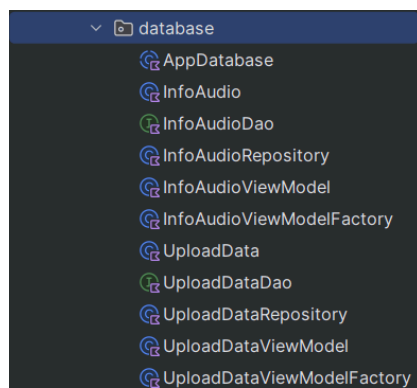 database
AppDatabase
InfoAudio
InfoAudioDao
InfoAudioRepository
InfoAudioViewModel
InfoAudioViewModelFactory
UploadData
UploadDataDao
UploadDataRepository
UploadDataViewModel
UploadDataViewModelFactory